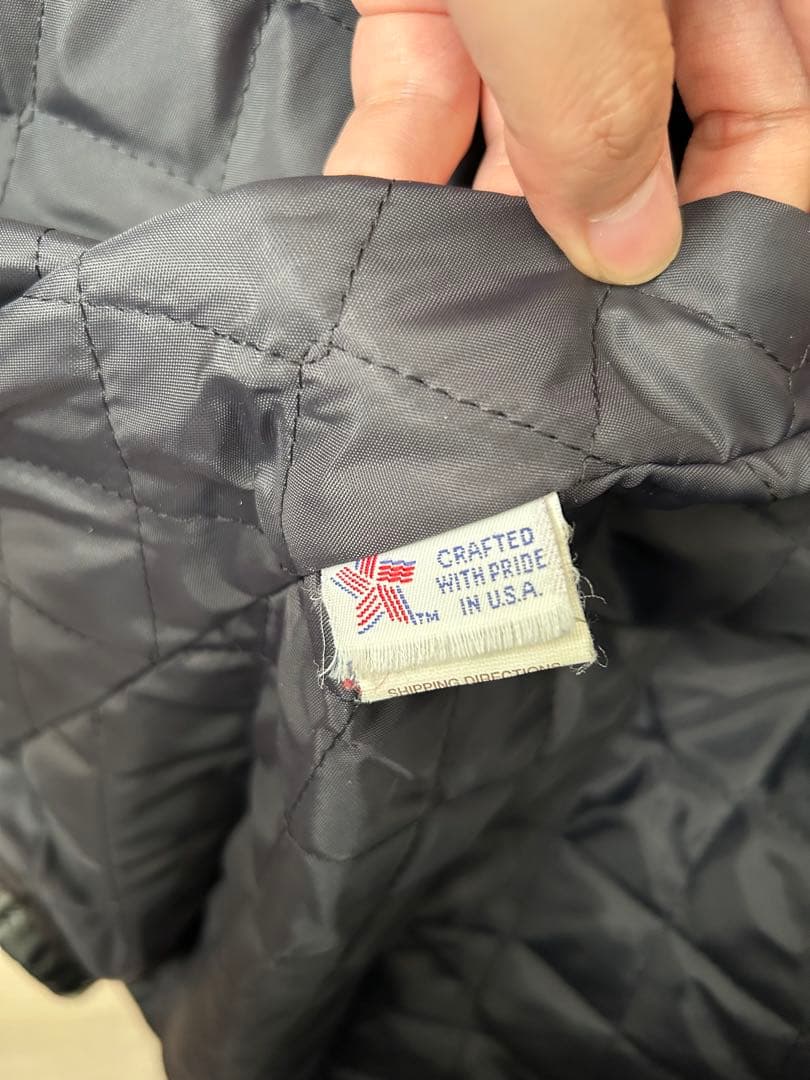 CRAFTED
WITH PRIDE
IN U.S.A.
TM
SHIPPING DIRECTIONS